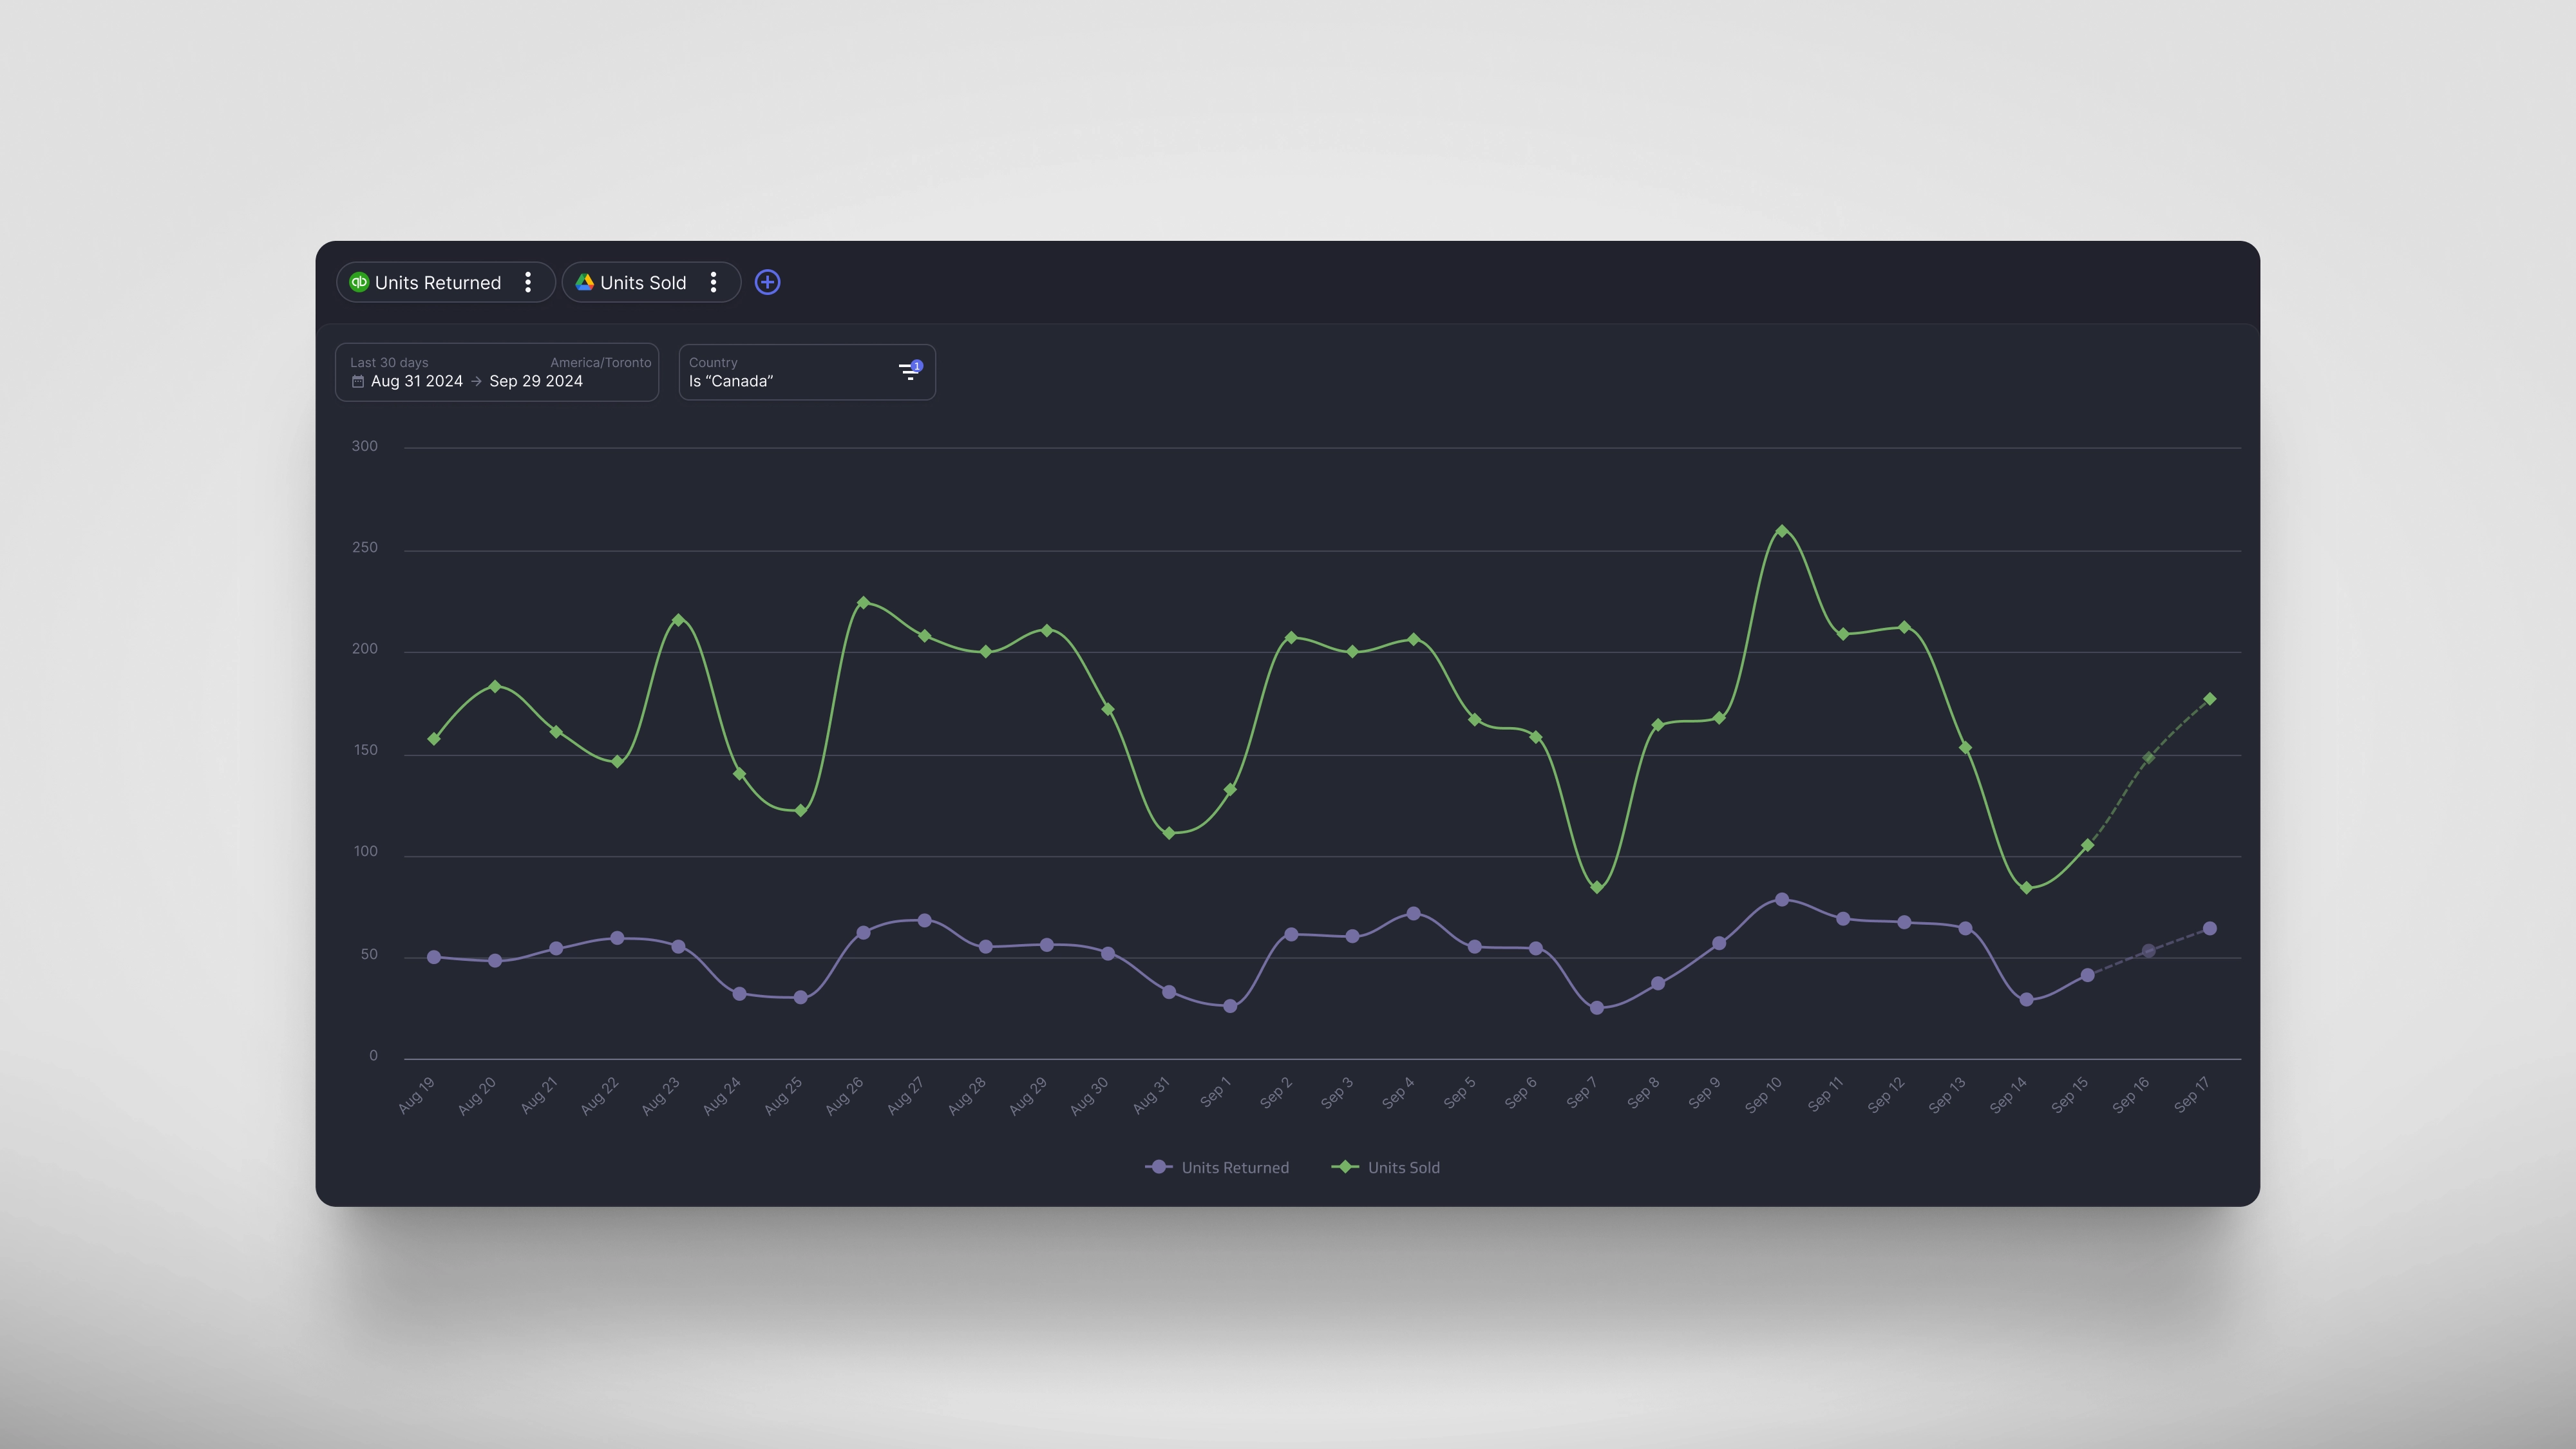 qb Units Returned
Units Sold
Last 30 days America/Toronto
Aug 31 2024 → Sep 29 2024
Country
Is “Canada”
1
300
250
200
150
100
50
0
Aug 19 Aug 20 Aug 21 Aug 22 Aug 23 Aug 24 Aug 25 Aug 26 Aug 27 Aug 28 Aug 29 Aug 30 Aug 31 Sep 1 Sep 2 Sep 3 Sep 4 Sep 5 Sep 6 Sep 7 Sep 8 Sep 9 Sep 10 Sep 11 Sep 12 Sep 13 Sep 14 Sep 15 Sep 16 Sep 17
Units Returned Units Sold